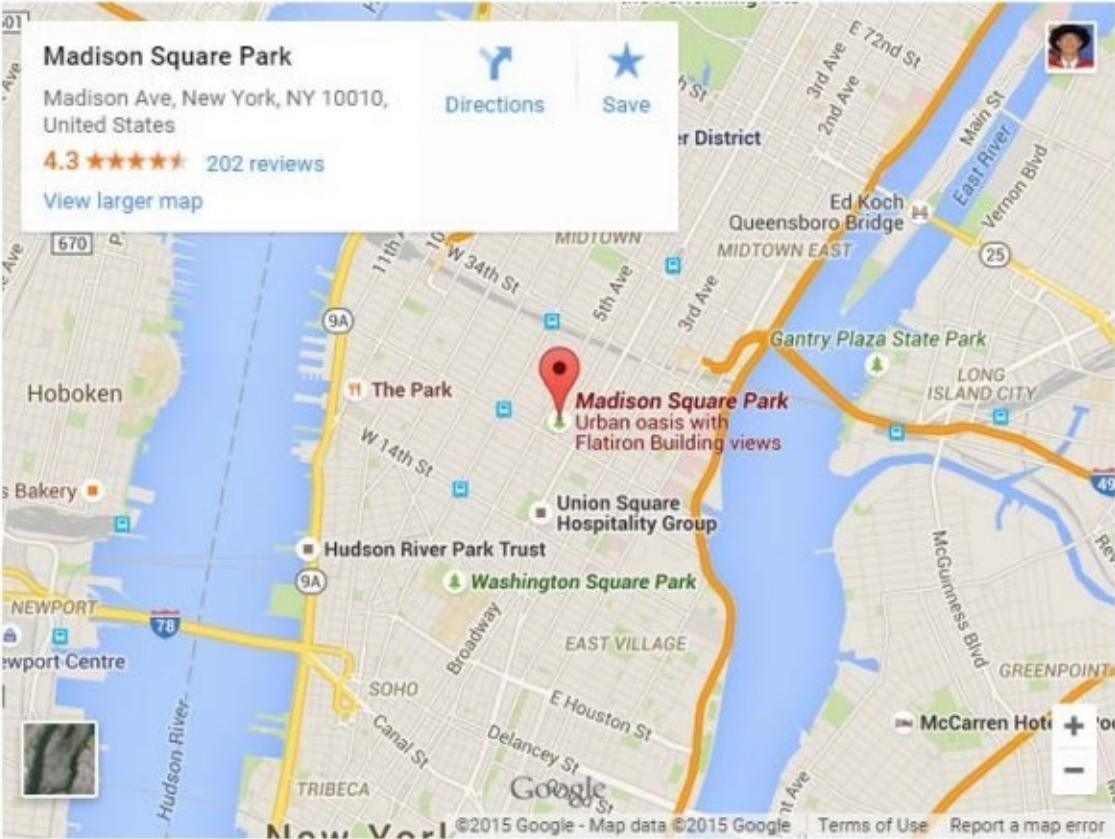 Madison Square Park
Madison Ave, New York, NY 10010,
United States
4.3
202 reviews
View larger map
Directions
Save
E 72nd St
3rd Ave
2nd Ave
Main St
East River
Vernon Blvd
Ed Koch
Queensboro Bridge
MIDTOWN
MIDTOWN EAST
25
670
11th
10
W 34th St
5th Ave
3rd Ave
9A
Gantry Plaza State Park
LONG
ISLAND CITY
Hoboken
The Park
Madison Square Park
Urban oasis with
Flatiron Building views
W 14th St
s Bakery
49
Union Square
Hospitality Group
Hudson River Park Trust
9A
Washington Square Park
McGuinness Blvd
NEWPORT
78
ewport Centre
Broadway
EAST VILLAGE
GREENPOINT
SOHO
E Houston St
McCarren Hote
Canal St
Delancey St
Hudson River
TRIBECA
Google
New York
©2015 Google - Map data ©2015 Google
Terms of Use
Report a map error